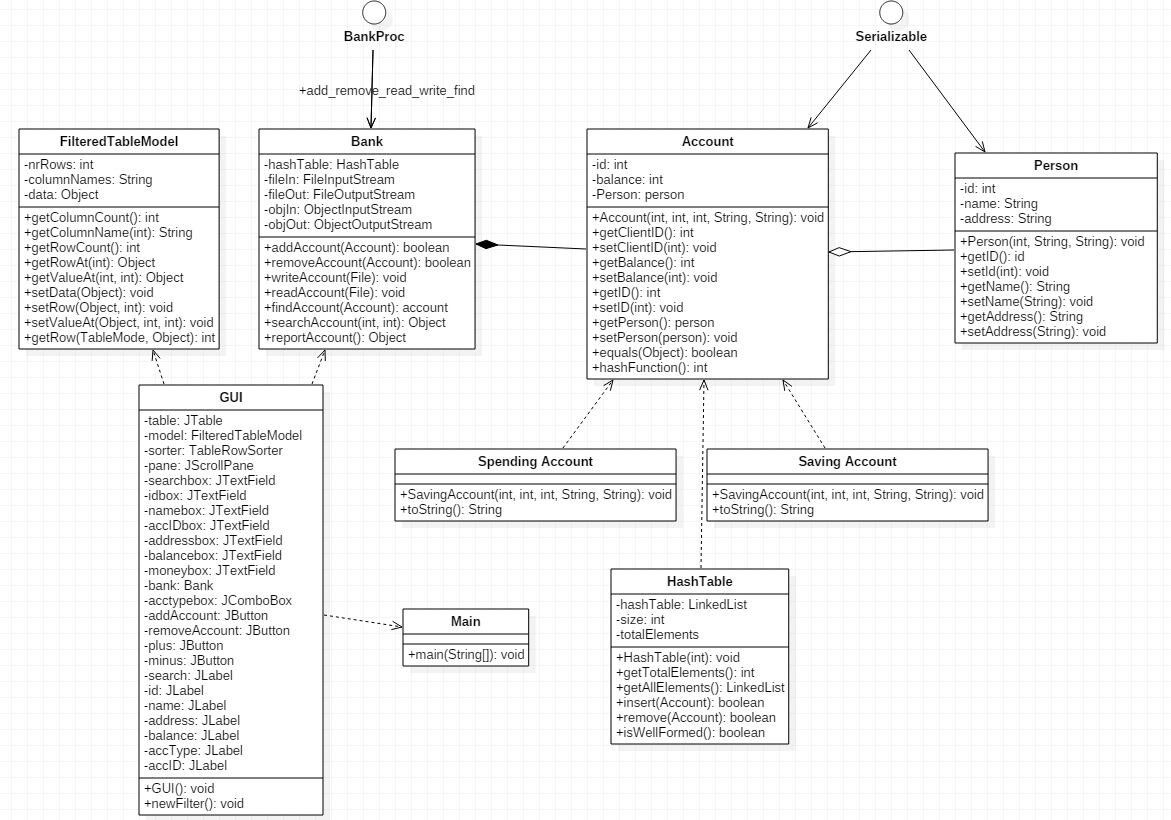 BankProc
Serializable
+add_remove_read_write_find
FilteredTableModel
-nrRows: int
-columnNames: String
-data: Object
+getColumnCount(): int
+getColumnName(int): String
+getRowCount(): int
+getRowAt(int): Object
+getValueAt(int, int): Object
+setData(Object): void
+setRow(Object, int): void
+setValueAt(Object, int, int): void
+getRow(TableMode, Object): int
Bank
-hashTable: HashTable
-fileIn: FileInputStream
-fileOut: FileOutputStream
-objIn: ObjectInputStream
-objOut: ObjectOutputStream
+addAccount(Account): boolean
+removeAccount(Account): boolean
+writeAccount(File): void
+readAccount(File): void
+findAccount(Account): account
+searchAccount(int, int): Object
+reportAccount(): Object
Account
-id: int
-balance: int
-Person: person
+Account(int, int, int, String, String): void
+getClientID(): int
+setClientID(int): void
+getBalance(): int
+setBalance(int): void
+getID(): int
+setID(int): void
+getPerson(): person
+setPerson(person): void
+equals(Object): boolean
+hashFunction(): int
Person
-id: int
-name: String
-address: String
+Person(int, String, String): void
+getID(): id
+setId(int): void
+getName(): String
+setName(String): void
+getAddress(): String
+setAddress(String): void
GUI
-table: JTable
-model: FilteredTableModel
-sorter: TableRowSorter
-pane: JScrollPane
-searchbox: JTextField
-idbox: JTextField
-namebox: JTextField
-accIDbox: JTextField
-addressbox: JTextField
-balancebox: JTextField
-moneybox: JTextField
-bank: Bank
-acctypebox: JComboBox
-addAccount: JButton
-removeAccount: JButton
-plus: JButton
-minus: JButton
-search: JLabel
-id: JLabel
-name: JLabel
-address: JLabel
-balance: JLabel
-accType: JLabel
-accID: JLabel
+GUI(): void
+newFilter(): void
Spending Account
+SavingAccount(int, int, int, String, String): void
+toString(): String
Saving Account
+SavingAccount(int, int, int, String, String): void
+toString(): String
Main
+main(String[]): void
HashTable
-hashTable: LinkedList
-size: int
-totalElements
+HashTable(int): void
+getTotalElements(): int
+getAllElements(): LinkedList
+insert(Account): boolean
+remove(Account): boolean
+isWellFormed(): boolean